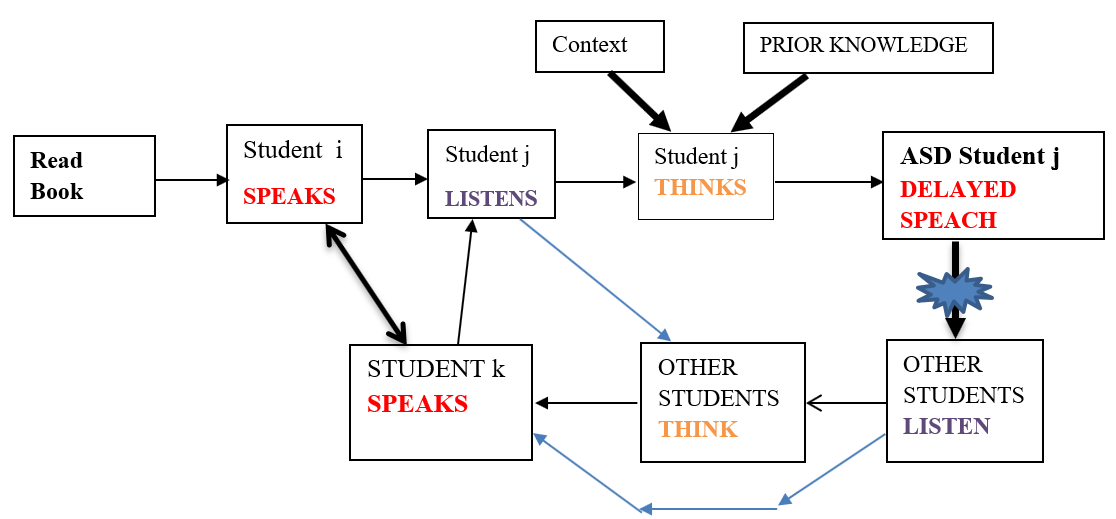 Context
PRIOR KNOWLEDGE
Read
Book
Student i
SPEAKS
Student j
LISTENS
Student j
THINKS
ASD Student j
DELAYED
SPEACH
STUDENT k
SPEAKS
OTHER
STUDENTS
THINK
OTHER
STUDENTS
LISTEN